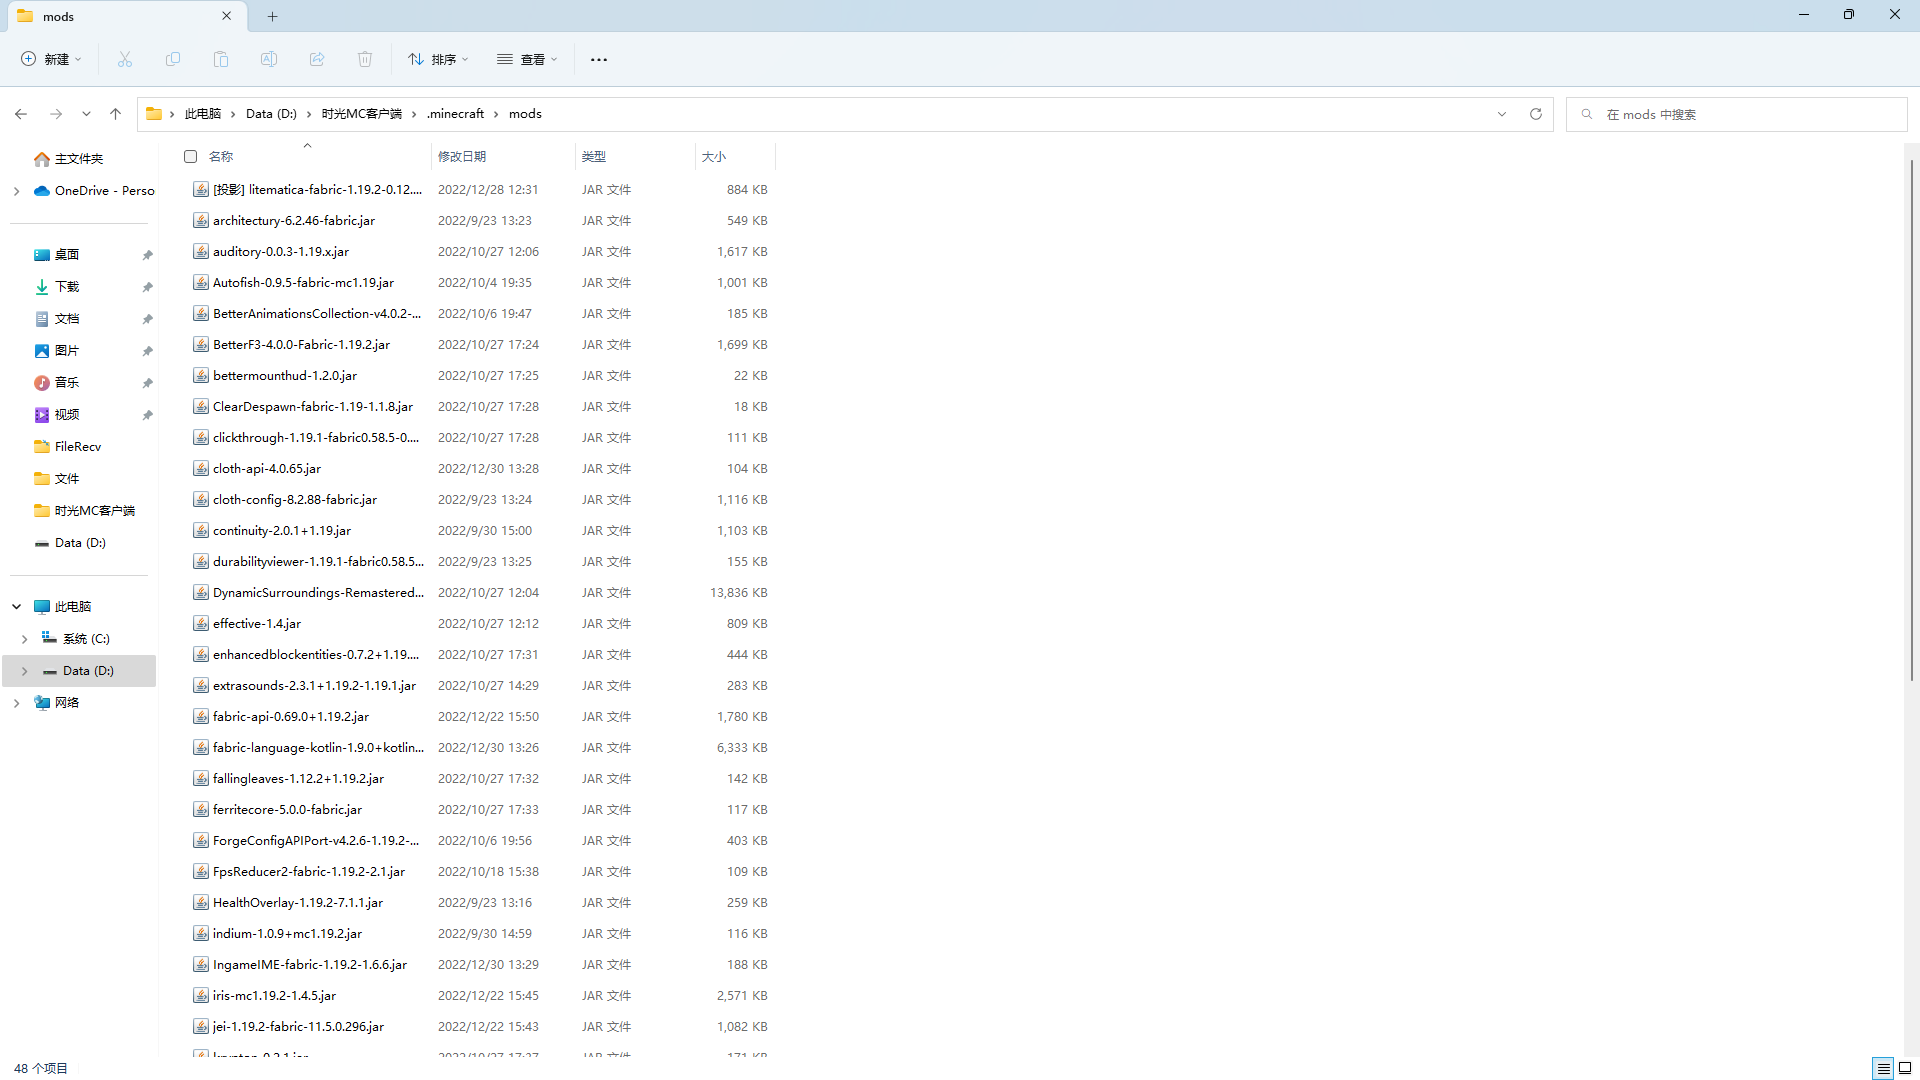 mods
新建
排序
查看
此电脑
Data (D:)
时光MC客户端
.minecraft
mods
在 mods 中搜索
主文件夹
OneDrive - Perso
桌面
下载
文档
图片
音乐
视频
FileRecv
文件
时光MC客户端
Data (D:)
此电脑
系统 (C:)
Data (D:)
网络
名称 修改日期 类型 大小
[投影] litematica-fabric-1.19.2-0.12.... 2022/12/28 12:31 JAR 文件 884 KB
architectury-6.2.46-fabric.jar 2022/9/23 13:23 JAR 文件 549 KB
auditory-0.0.3-1.19.x.jar 2022/10/27 12:06 JAR 文件 1,617 KB
Autofish-0.9.5-fabric-mc1.19.jar 2022/10/4 19:35 JAR 文件 1,001 KB
BetterAnimationsCollection-v4.0.2-... 2022/10/6 19:47 JAR 文件 185 KB
BetterF3-4.0.0-Fabric-1.19.2.jar 2022/10/27 17:24 JAR 文件 1,699 KB
bettermounthud-1.2.0.jar 2022/10/27 17:25 JAR 文件 22 KB
ClearDespawn-fabric-1.19-1.1.8.jar 2022/10/27 17:28 JAR 文件 18 KB
clickthrough-1.19.1-fabric0.58.5-0.... 2022/10/27 17:28 JAR 文件 111 KB
cloth-api-4.0.65.jar 2022/12/30 13:28 JAR 文件 104 KB
cloth-config-8.2.88-fabric.jar 2022/9/23 13:24 JAR 文件 1,116 KB
continuity-2.0.1+1.19.jar 2022/9/30 15:00 JAR 文件 1,103 KB
durabilityviewer-1.19.1-fabric0.58.5... 2022/9/23 13:25 JAR 文件 155 KB
DynamicSurroundings-Remastered... 2022/10/27 12:04 JAR 文件 13,836 KB
effective-1.4.jar 2022/10/27 12:12 JAR 文件 809 KB
enhancedblockentities-0.7.2+1.19.... 2022/10/27 17:31 JAR 文件 444 KB
extrasounds-2.3.1+1.19.2-1.19.1.jar 2022/10/27 14:29 JAR 文件 283 KB
fabric-api-0.69.0+1.19.2.jar 2022/12/22 15:50 JAR 文件 1,780 KB
fabric-language-kotlin-1.9.0+kotlin... 2022/12/30 13:26 JAR 文件 6,333 KB
fallingleaves-1.12.2+1.19.2.jar 2022/10/27 17:32 JAR 文件 142 KB
ferritecore-5.0.0-fabric.jar 2022/10/27 17:33 JAR 文件 117 KB
ForgeConfigAPIPort-v4.2.6-1.19.2-... 2022/10/6 19:56 JAR 文件 403 KB
FpsReducer2-fabric-1.19.2-2.1.jar 2022/10/18 15:38 JAR 文件 109 KB
HealthOverlay-1.19.2-7.1.1.jar 2022/9/23 13:16 JAR 文件 259 KB
indium-1.0.9+mc1.19.2.jar 2022/9/30 14:59 JAR 文件 116 KB
IngameIME-fabric-1.19.2-1.6.6.jar 2022/12/30 13:29 JAR 文件 188 KB
iris-mc1.19.2-1.4.5.jar 2022/12/22 15:45 JAR 文件 2,571 KB
jei-1.19.2-fabric-11.5.0.296.jar 2022/12/22 15:43 JAR 文件 1,082 KB
48 个项目